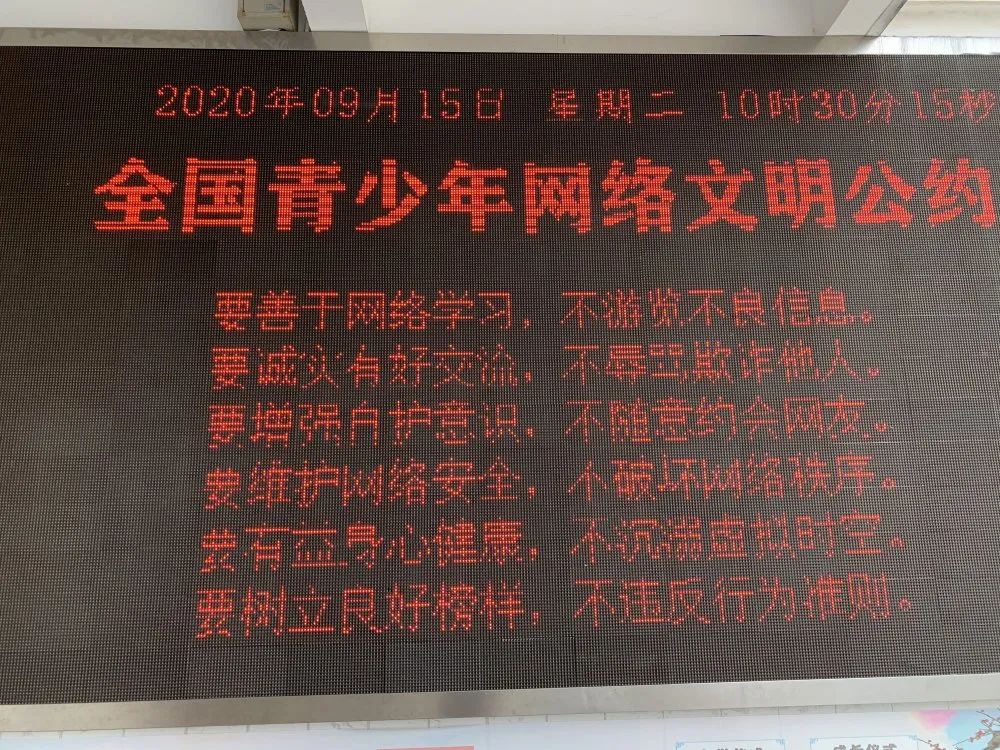 2020年09月15日 星期二 10时30分15秒
全国青少年网络文明公约
要善于网络学习，不游览不良信息。
要诚实有好交流，不辱骂欺诈他人。
要增强自护意识，不随意约会网友。
要维护网络安全，不破坏网络秩序。
要有益身心健康，不沉湎虚拟时空。
要树立良好榜样，不违反行为准则。